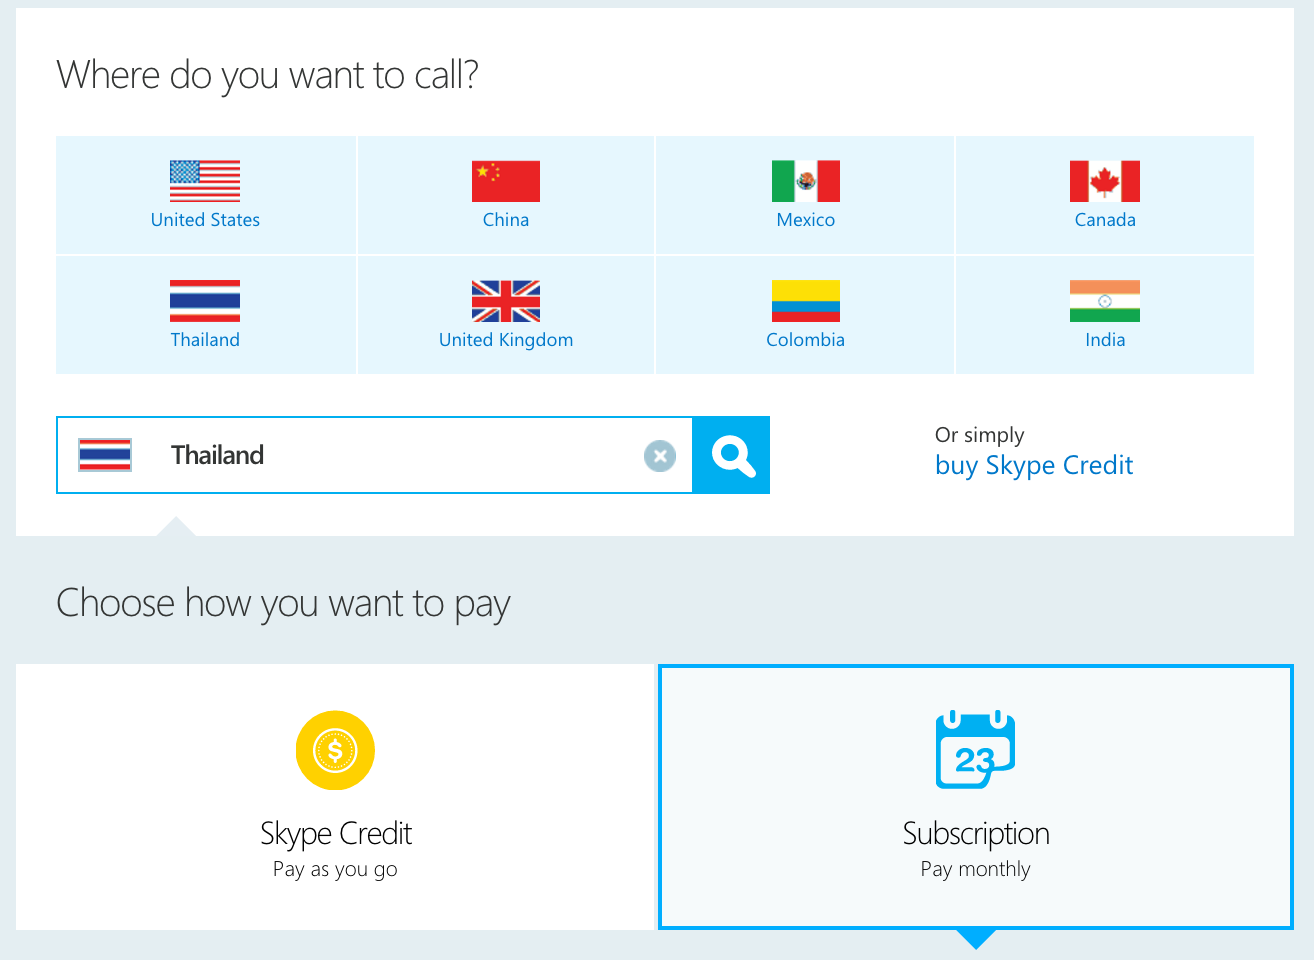 Where do you want to call?
United States
China
Mexico
Canada
Thailand
United Kingdom
Colombia
India
Thailand
Or simply
buy Skype Credit
Choose how you want to pay
$
Skype Credit
Pay as you go
23
Subscription
Pay monthly